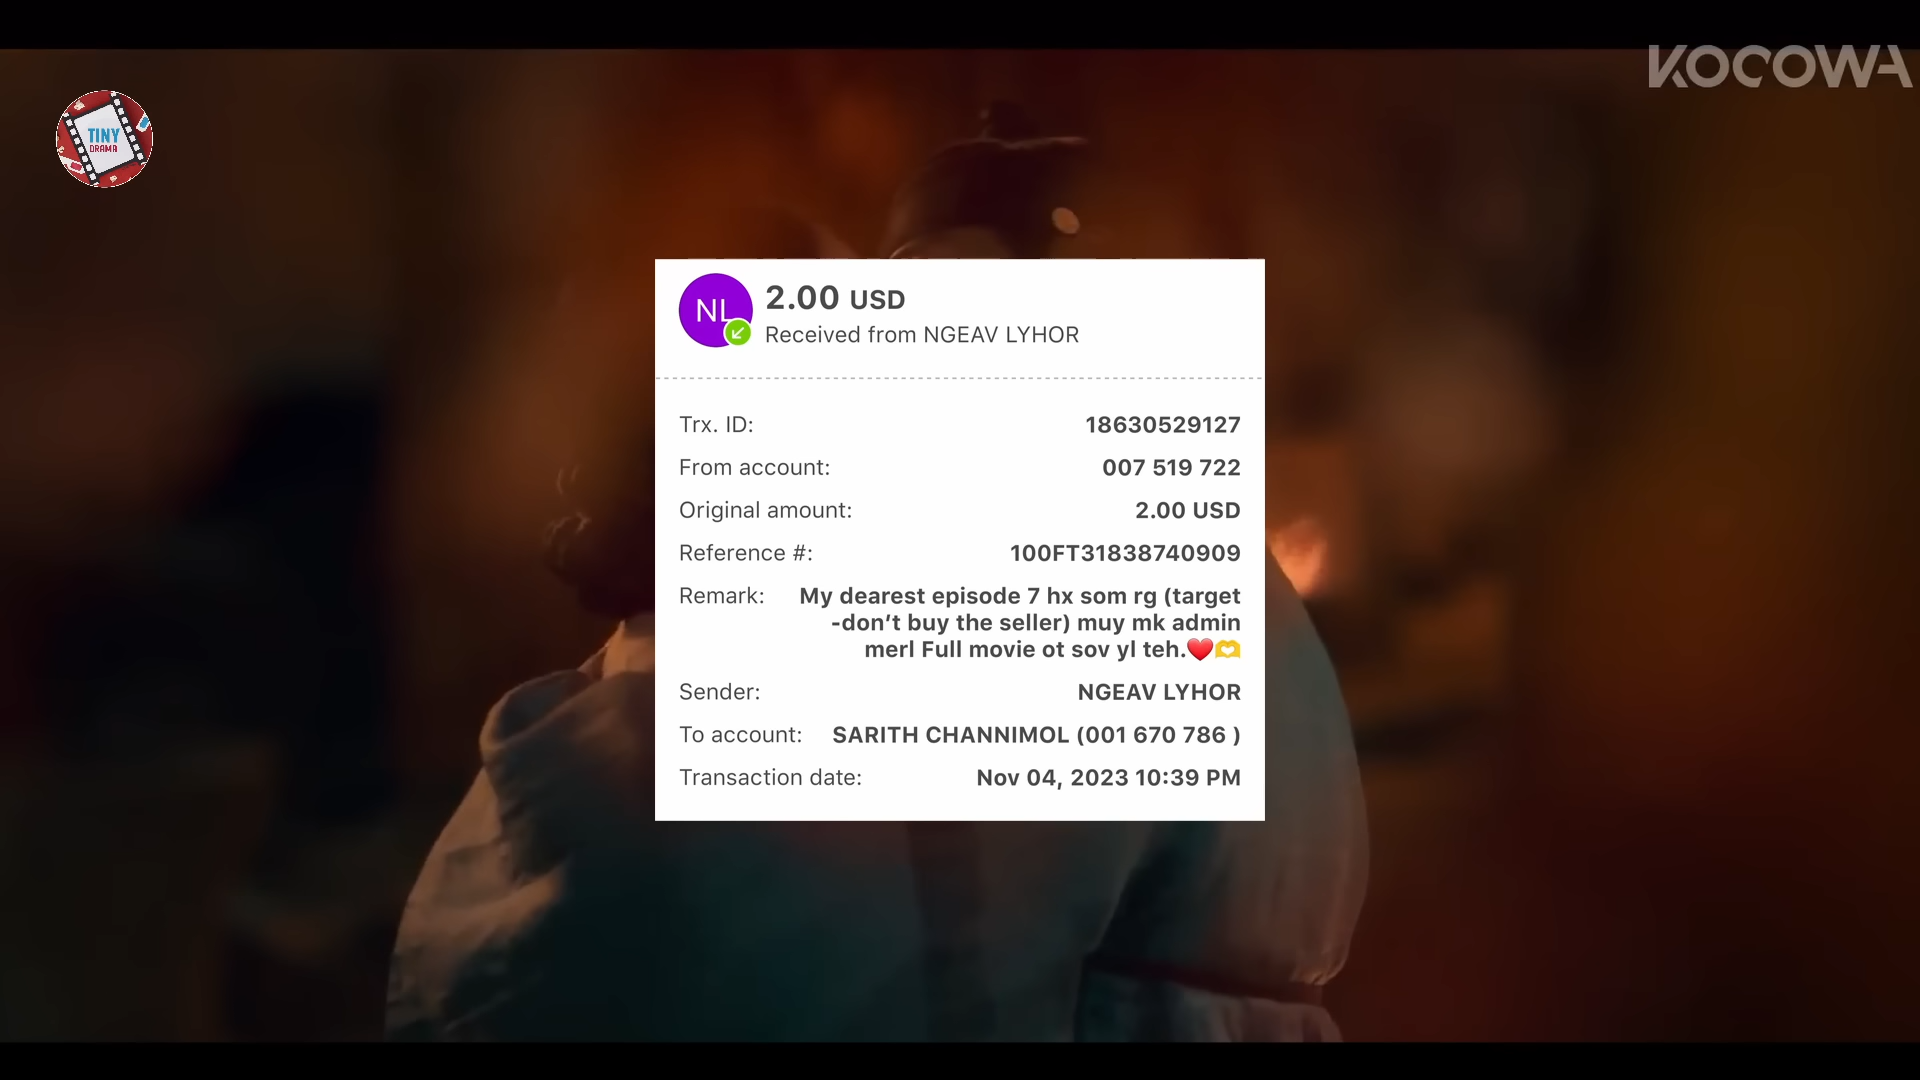 KOCOWA
TINY
DRAMA
NL
2.00 USD
Received from NGEAV LYHOR
Trx. ID: 18630529127
From account: 007 519 722
Original amount: 2.00 USD
Reference #: 100FT31838740909
Remark: My dearest episode 7 hx som rg (target
-don’t buy the seller) muy mk admin
merl Full movie ot sov yl teh.❤️🫶
Sender: NGEAV LYHOR
To account: SARITH CHANNIMOL (001 670 786 )
Transaction date: Nov 04, 2023 10:39 PM